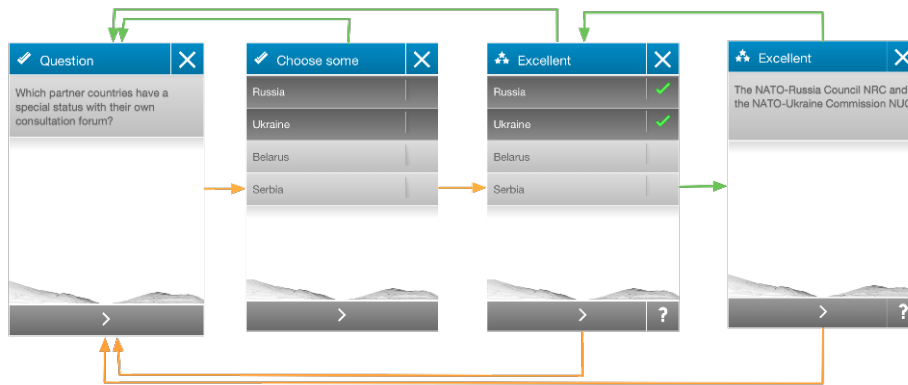 Question
Which partner countries have a
special status with their own
consultation forum?
Choose some
Russia
Ukraine
Belarus
Serbia
Excellent
Russia
Ukraine
Belarus
Serbia
?
Excellent
The NATO-Russia Council NRC and
the NATO-Ukraine Commission NUC
?